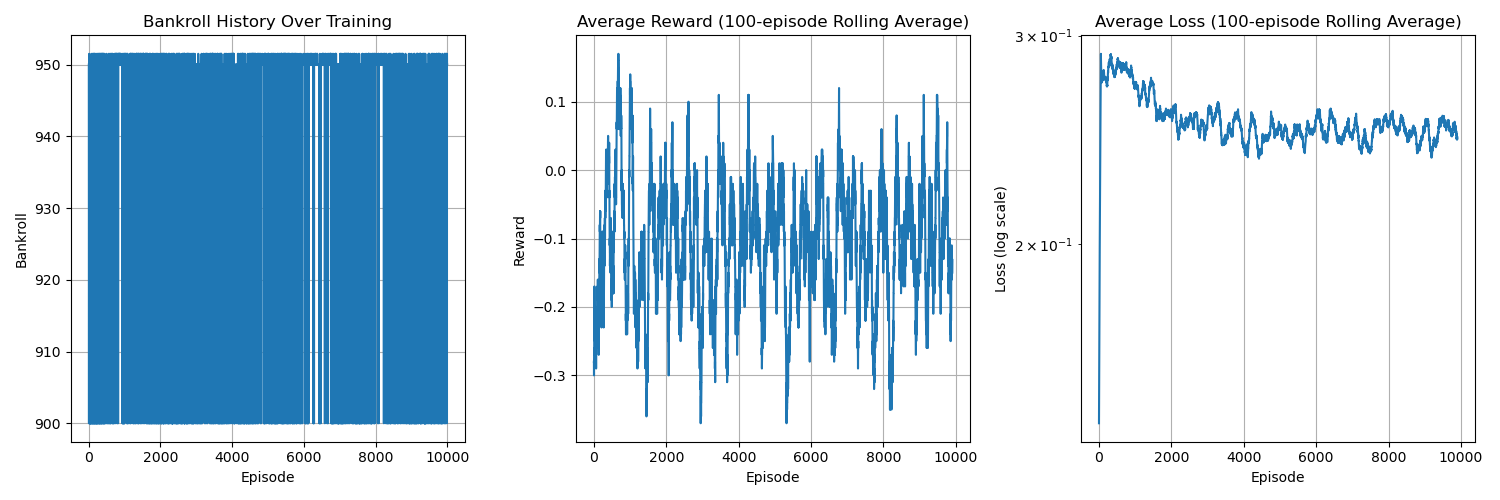 Bankroll History Over Training
950
940
930
920
910
900
Bankroll
0 2000 4000 6000 8000 10000
Episode
Average Reward (100-episode Rolling Average)
0.1
0.0
−0.1
−0.2
−0.3
Reward
0 2000 4000 6000 8000 10000
Episode
Average Loss (100-episode Rolling Average)
3 × 10⁻¹
2 × 10⁻¹
Loss (log scale)
0 2000 4000 6000 8000 10000
Episode